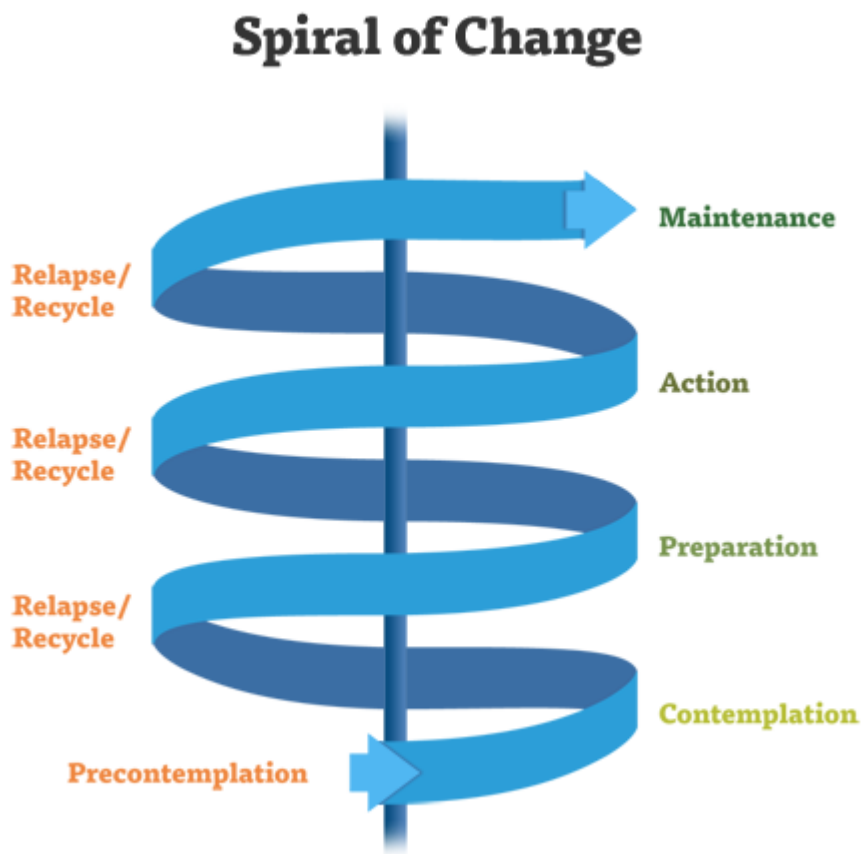 Spiral of Change
Maintenance
Relapse/
Recycle
Action
Relapse/
Recycle
Preparation
Relapse/
Recycle
Contemplation
Precontemplation